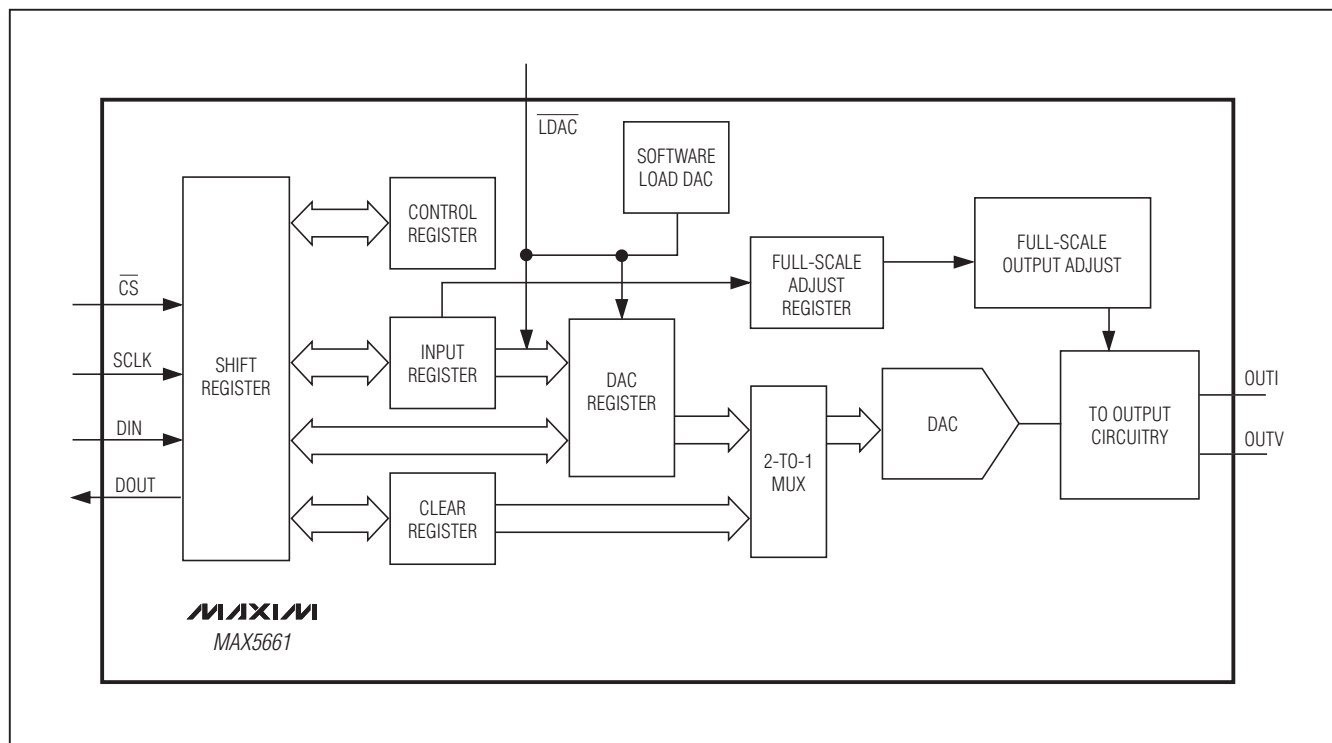 LDAC
SOFTWARE
LOAD DAC
CONTROL
REGISTER
FULL-SCALE
ADJUST
REGISTER
FULL-SCALE
OUTPUT ADJUST
CS
SCLK
DIN
DOUT
SHIFT
REGISTER
INPUT
REGISTER
DAC
REGISTER
CLEAR
REGISTER
2-TO-1
MUX
DAC
TO OUTPUT
CIRCUITRY
OUTI
OUTV
MAXIM
MAX5661